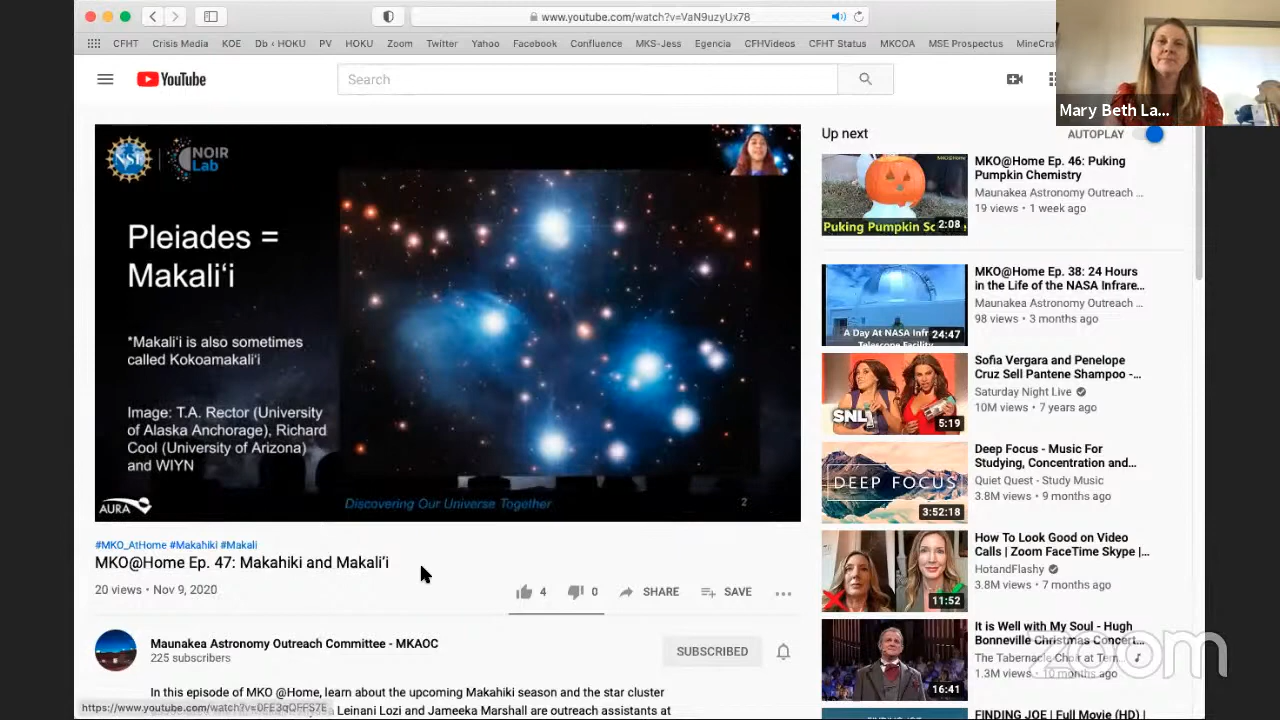 www.youtube.com/watch?v=VaN9uzyUx78
CFHT Crisis Media KOE Db ‹ HOKU PV HOKU Zoom Twitter Yahoo Facebook Confluence MKS-Jess Egencia CFHVideos CFHT Status MKCOA MSE Prospectus MineCraf
YouTube
Search
Mary Beth La...
NSF
NOIR
Lab
Pleiades =
Makaliʻi
*Makaliʻi is also sometimes
called Kokoamakaliʻi
Image: T.A. Rector (University
of Alaska Anchorage), Richard
Cool (University of Arizona)
and WIYN
AURA
Discovering Our Universe Together
2
#MKO_AtHome #Makahiki #Makali
MKO@Home Ep. 47: Makahiki and Makaliʻi
20 views • Nov 9, 2020
4
0
SHARE
SAVE
Maunakea Astronomy Outreach Committee - MKAOC
225 subscribers
SUBSCRIBED
In this episode of MKO @Home, learn about the upcoming Makahiki season and the star cluster
Leinani Lozi and Jameeka Marshall are outreach assistants at
Up next
AUTOPLAY
Puking Pumpkin Sc
2:08
MKO@Home Ep. 46: Puking
Pumpkin Chemistry
Maunakea Astronomy Outreach ...
19 views • 1 week ago
A Day At NASA Infr
Telescope Facility
24:47
MKO@Home Ep. 38: 24 Hours
in the Life of the NASA Infrare...
Maunakea Astronomy Outreach ...
98 views • 3 months ago
SNL
5:19
Sofia Vergara and Penelope
Cruz Sell Pantene Shampoo -...
Saturday Night Live
10M views • 7 years ago
DEEP FOCUS
3:52:18
Deep Focus - Music For
Studying, Concentration and...
Quiet Quest - Study Music
3.8M views • 9 months ago
11:52
How To Look Good on Video
Calls | Zoom FaceTime Skype |...
HotandFlashy
3.8M views • 7 months ago
16:41
It is Well with My Soul - Hugh
Bonneville Christmas Concert...
The Tabernacle Choir at Tem...
1.3M views • 10 months ago
FINDING JOE | Full Movie (HD) |
zoom